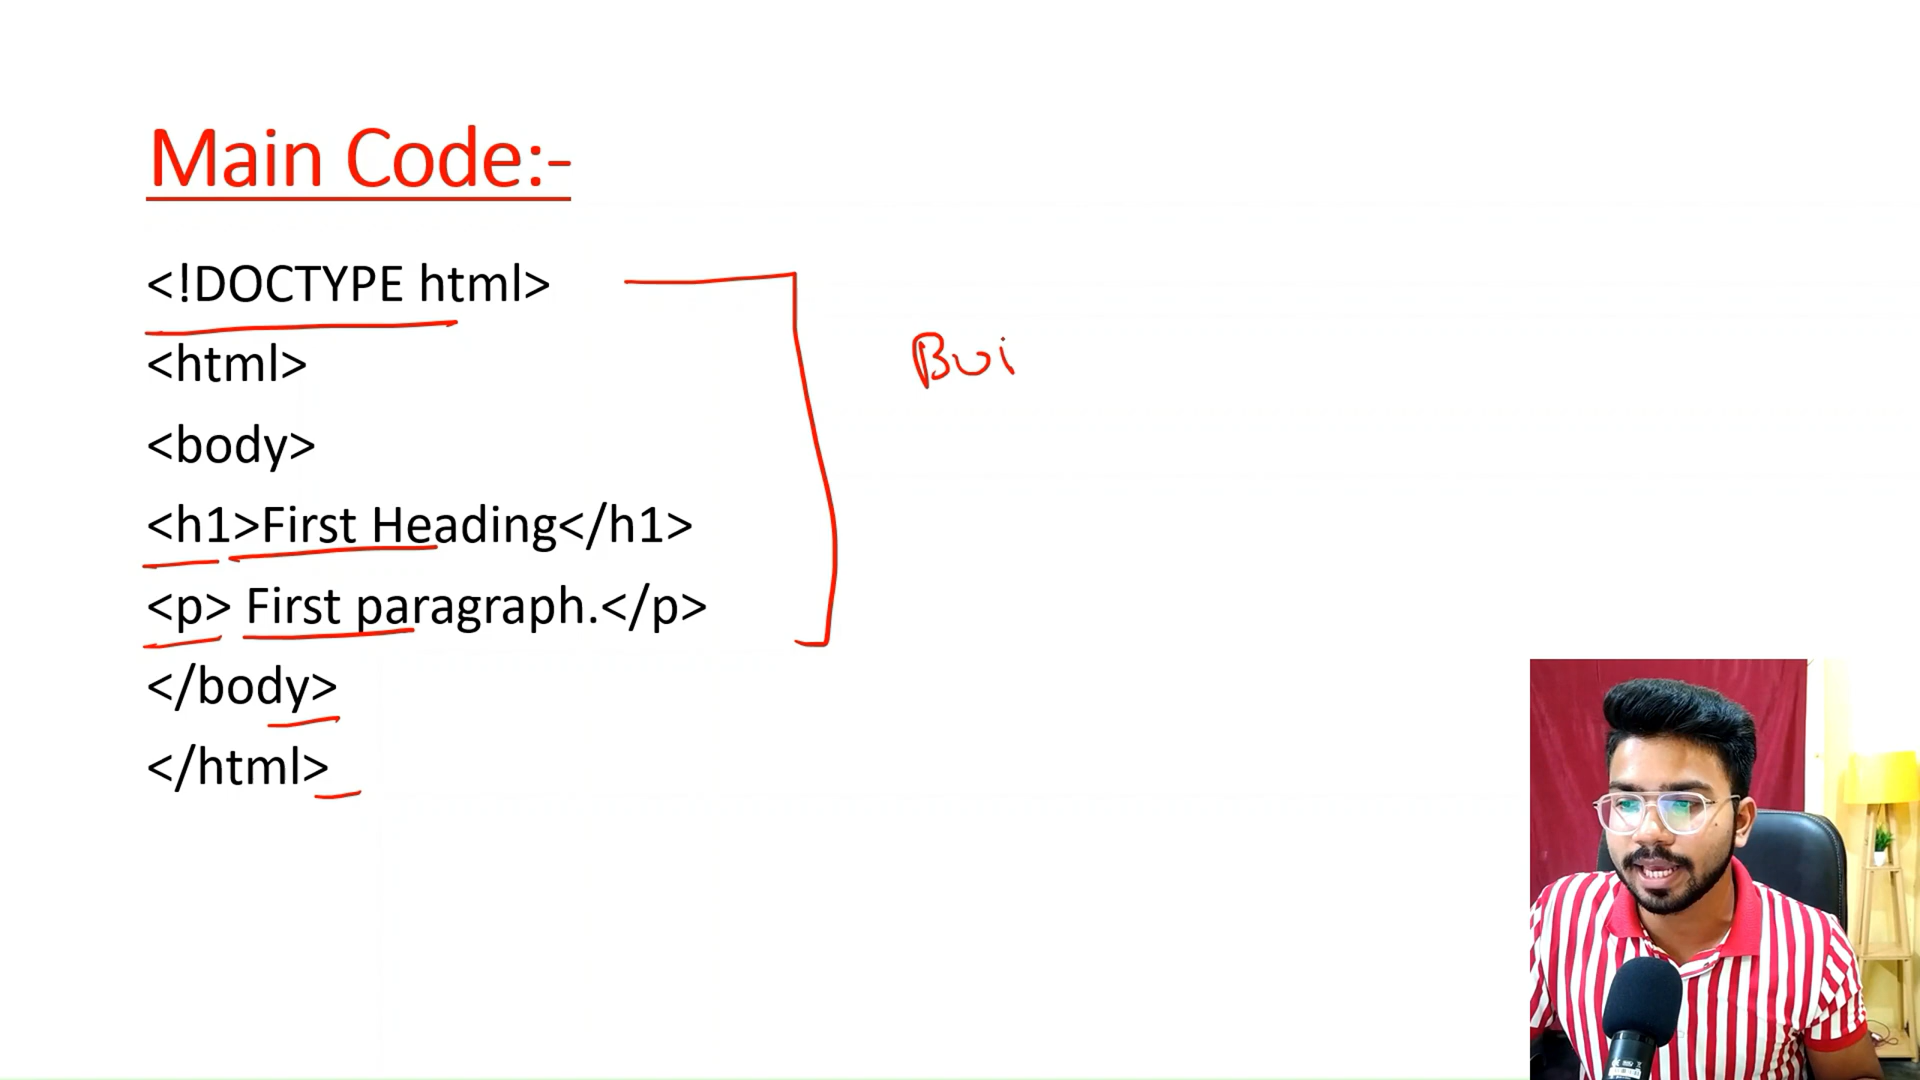 Main Code:-
<!DOCTYPE html>
<html>
Bui
<body>
<h1>First Heading</h1>
<p> First paragraph.</p>
</body>
</html>